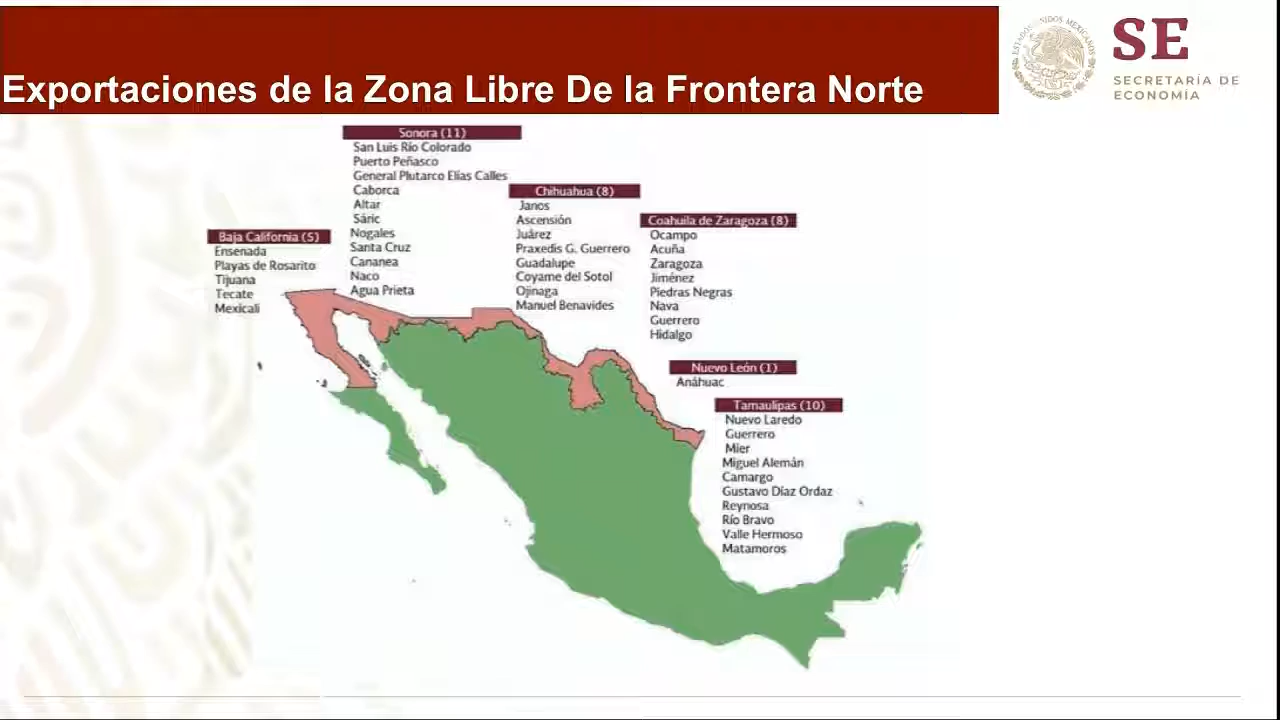 Exportaciones de la Zona Libre De la Frontera Norte
ESTADOS UNIDOS MEXICANOS
SE
SECRETARÍA DE
ECONOMÍA
Sonora (11)
San Luis Río Colorado
Puerto Peñasco
General Plutarco Elías Calles
Caborca
Altar
Sáric
Nogales
Santa Cruz
Cananea
Naco
Agua Prieta
Chihuahua (8)
Janos
Ascensión
Juárez
Praxedis G. Guerrero
Guadalupe
Coyame del Sotol
Ojinaga
Manuel Benavides
Coahuila de Zaragoza (8)
Ocampo
Acuña
Zaragoza
Jiménez
Piedras Negras
Nava
Guerrero
Hidalgo
Baja California (5)
Ensenada
Playas de Rosarito
Tijuana
Tecate
Mexicali
Nuevo León (1)
Anáhuac
Tamaulipas (10)
Nuevo Laredo
Guerrero
Mier
Miguel Alemán
Camargo
Gustavo Díaz Ordaz
Reynosa
Río Bravo
Valle Hermoso
Matamoros